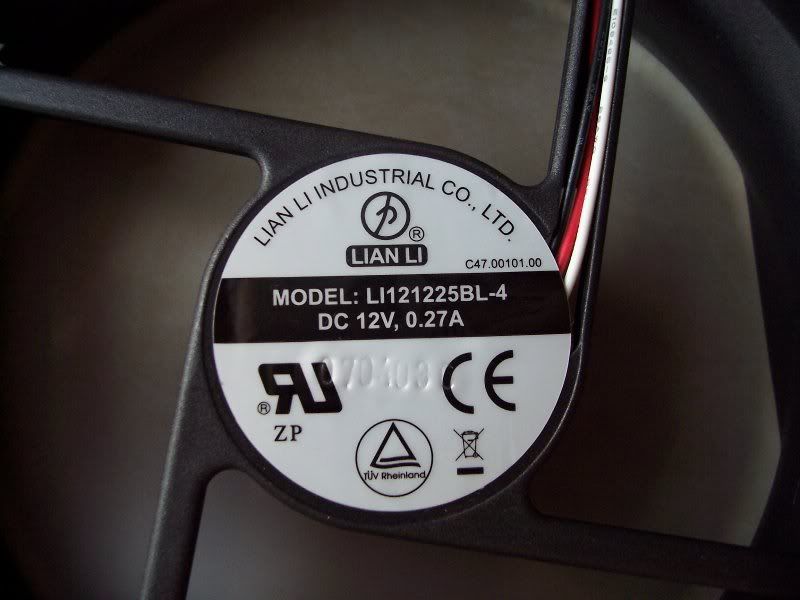 LIAN LI INDUSTRIAL CO., LTD.
®
LIAN LI
C47.00101.00
MODEL: LI121225BL-4
DC 12V, 0.27A
RU
CE
®
ZP
TÜV Rheinland